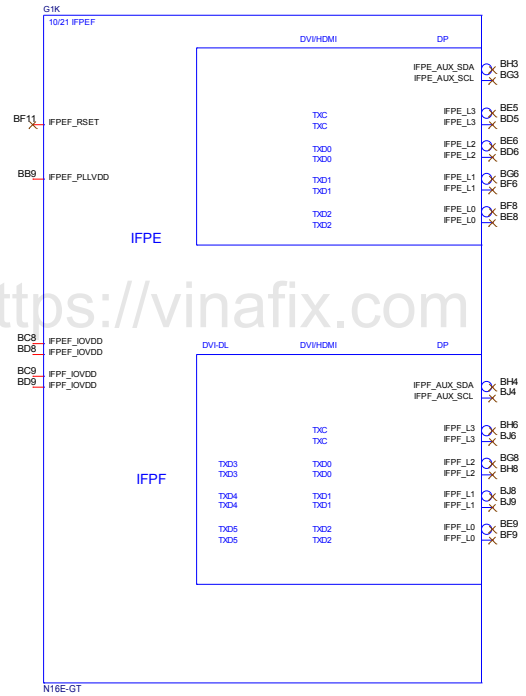 G1K
10/21 IFPEF
DVI/HDMI DP
IFPE_AUX_SDA BH3
IFPE_AUX_SCL BG3
BF11 IFPEF_RSET
TXC IFPE_L3 BE5
TXC IFPE_L3 BD5
TXD0 IFPE_L2 BE6
TXD0 IFPE_L2 BD6
BB9 IFPEF_PLLVDD
TXD1 IFPE_L1 BG6
TXD1 IFPE_L1 BF6
TXD2 IFPE_L0 BF8
TXD2 IFPE_L0 BE8
IFPE
ttps://vinafix.com
BC8 IFPEF_IOVDD
BD8 IFPEF_IOVDD
DVI-DL DVI/HDMI DP
BC9 IFPF_IOVDD
BD9 IFPF_IOVDD
IFPF_AUX_SDA BH4
IFPF_AUX_SCL BJ4
TXC IFPF_L3 BH6
TXC IFPF_L3 BJ6
IFPF
TXD3 TXD0 IFPF_L2 BG8
TXD3 TXD0 IFPF_L2 BH8
TXD4 TXD1 IFPF_L1 BJ8
TXD4 TXD1 IFPF_L1 BJ9
TXD5 TXD2 IFPF_L0 BE9
TXD5 TXD2 IFPF_L0 BF9
N16E-GT